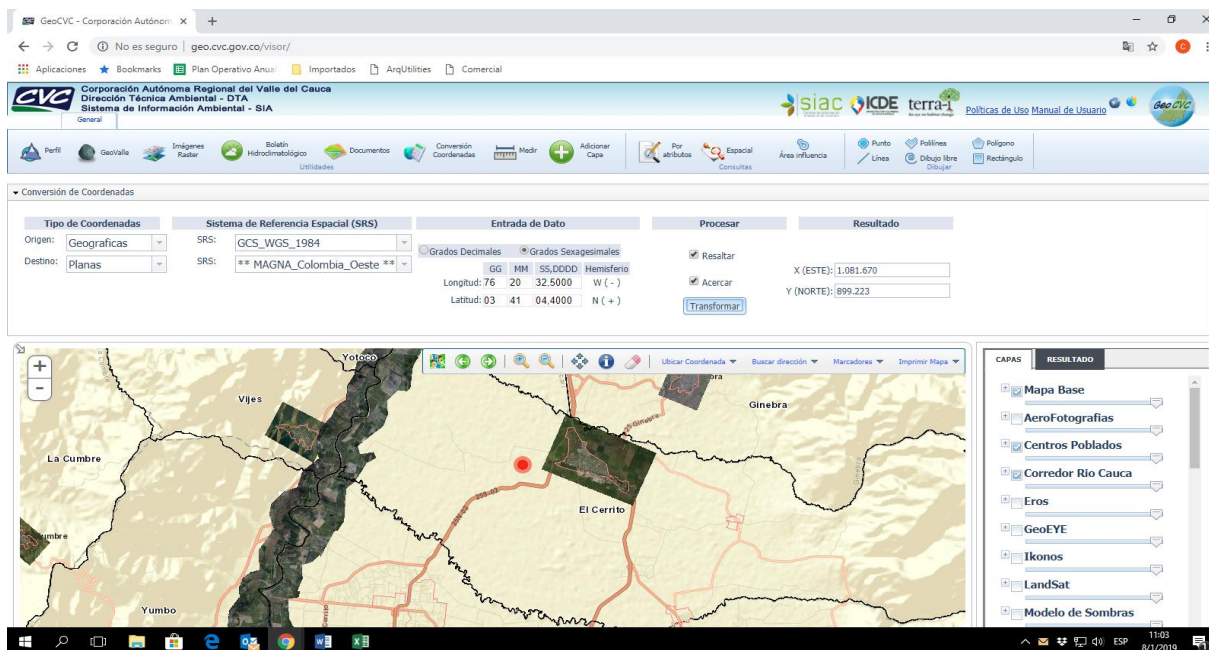 GeoCVC - Corporación Autónom
No es seguro | geo.cvc.gov.co/visor/
Aplicaciones Bookmarks Plan Operativo Anual Importados ArqUtilities Comercial
CVC Corporación Autónoma Regional del Valle del Cauca
Dirección Técnica Ambiental - DTA
Sistema de Información Ambiental - SIA
siac ICDE terra-i Políticas de Uso Manual de Usuario Geo CVC
General
Perfil GeoValle Imágenes Raster Boletín Hidroclimatológico Documentos Conversión Coordenadas Medir Adicionar Capa Por atributos Espacial Área influencia Punto Polilínea Polígono
Línea Dibujo libre Rectángulo
Utilidades Consultas Dibujar
Conversión de Coordenadas
Tipo de Coordenadas Sistema de Referencia Espacial (SRS) Entrada de Dato Procesar Resultado
Origen: Geograficas SRS: GCS_WGS_1984 Grados Decimales Grados Sexagesimales Resaltar
Destino: Planas SRS: ** MAGNA_Colombia_Oeste ** GG MM SS,DDDD Hemisferio X (ESTE): 1.081.670
Longitud: 76 20 32,5000 W ( - ) Acercar Y (NORTE): 899.223
Latitud: 03 41 04,4000 N ( + ) Transformar
+
-
Ubicar Coordenada Buscar dirección Marcadores Imprimir Mapa
Yotoco
Vijes
Ginebra
La Cumbre
El Cerrito
Yumbo
25S-02
CAPAS RESULTADO
Mapa Base
AeroFotografias
Centros Poblados
Corredor Rio Cauca
Eros
GeoEYE
Ikonos
LandSat
Modelo de Sombras
ESP 11:03
8/1/2019